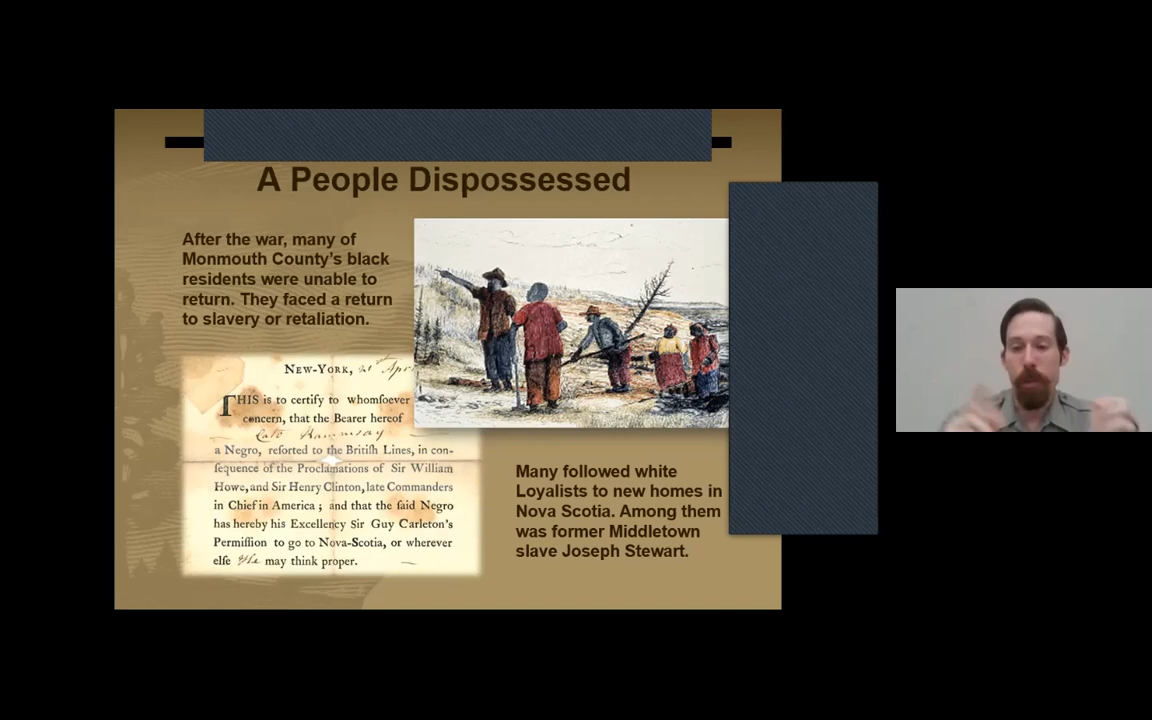 A People Dispossessed
After the war, many of
Monmouth County's black
residents were unable to
return. They faced a return
to slavery or retaliation.
NEW-YORK, 21st Apr
THIS is to certify to whomſoever
concern, that the Bearer hereof
Cato Rammsay
a Negro, reſorted to the Britiſh Lines, in con-
ſequence of the Proclamations of Sir William
Howe, and Sir Henry Clinton, late Commanders
in Chief in America ; and that the ſaid Negro
has hereby his Excellency Sir Guy Carleton's
Permiſſion to go to Nova-Scotia, or wherever
elſe He may think proper.
Many followed white
Loyalists to new homes in
Nova Scotia. Among them
was former Middletown
slave Joseph Stewart.